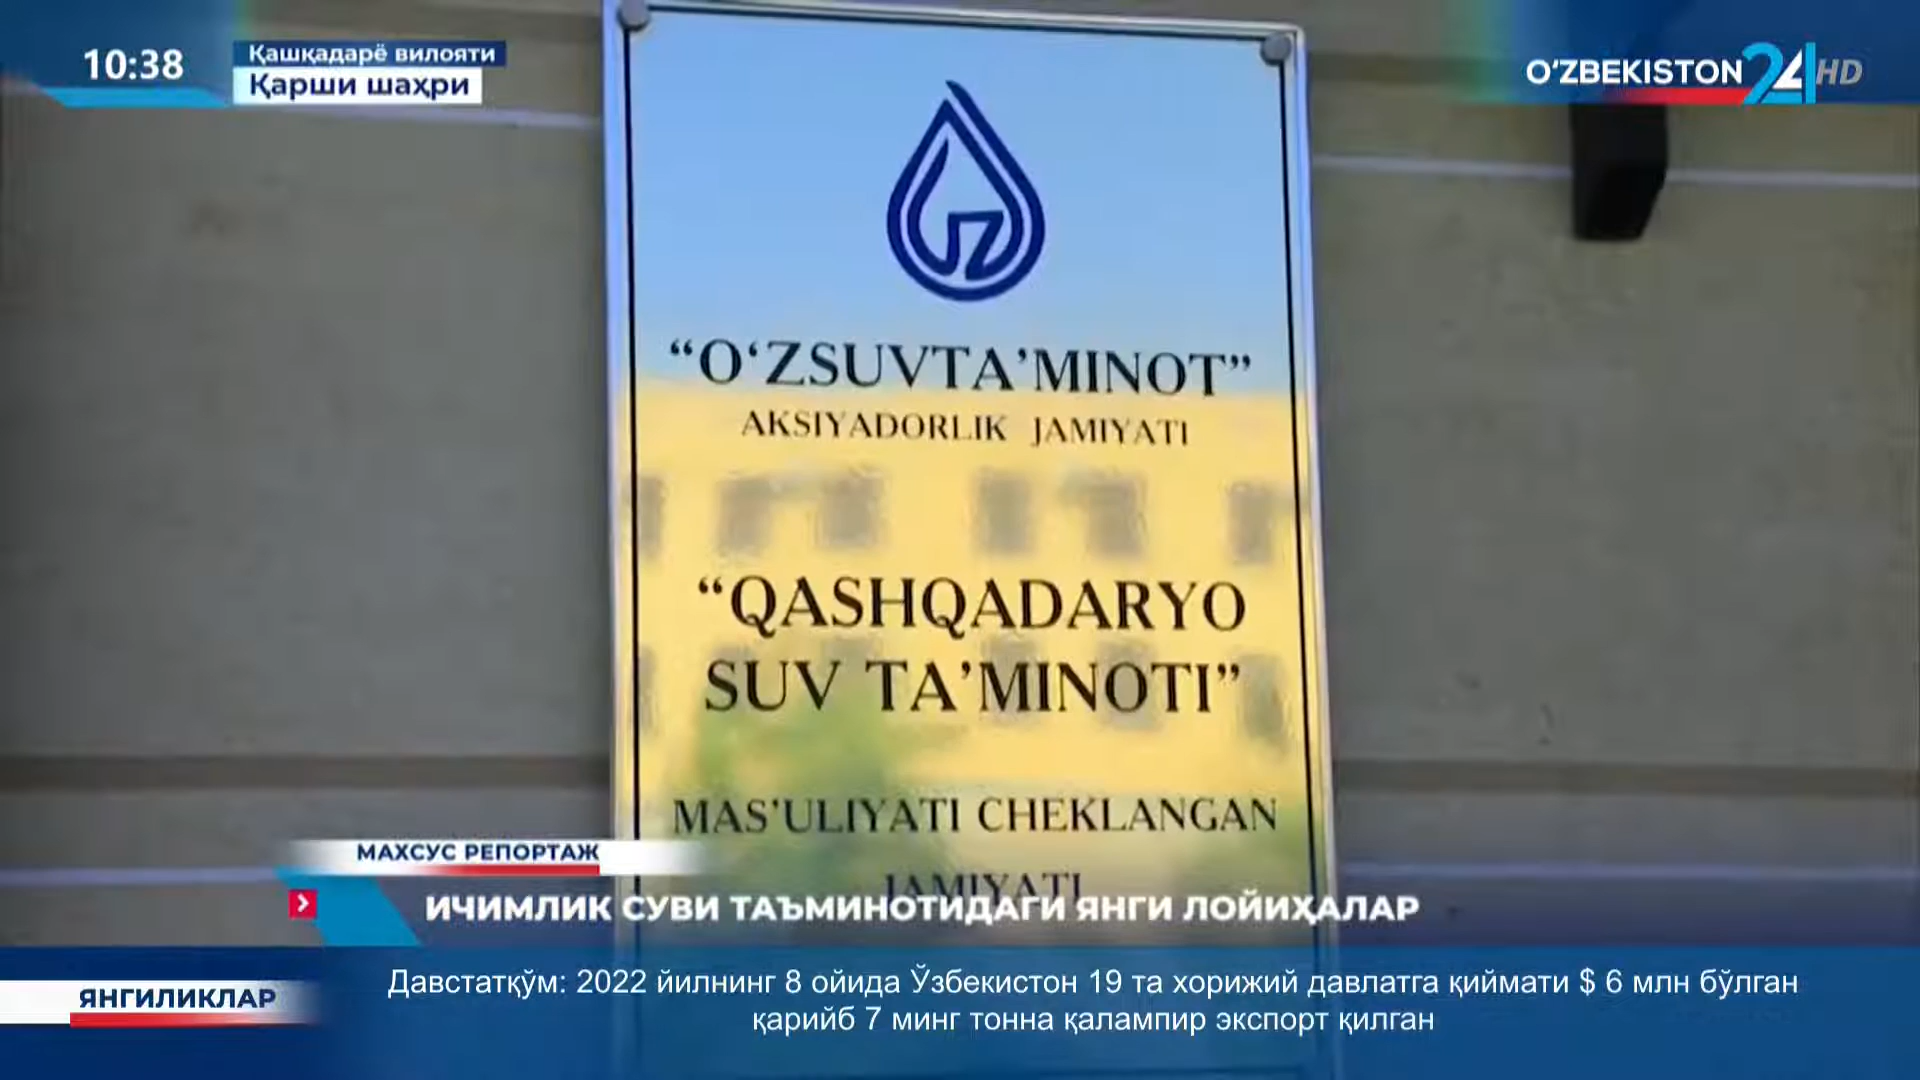 10:38
Қашқадарё вилояти
Қарши шаҳри
O‘ZBEKISTON 24 HD
“O‘ZSUVTA’MINOT”
AKSIYADORLIK JAMIYATI
“QASHQADARYO
SUV TA’MINOTI”
MAS’ULIYATI CHEKLANGAN
JAMIYATI
МАХСУС РЕПОРТАЖ
ИЧИМЛИК СУВИ ТАЪМИНОТИДАГИ ЯНГИ ЛОЙИҲАЛАР
ЯНГИЛИКЛАР
Давстатқўм: 2022 йилнинг 8 ойида Ўзбекистон 19 та хорижий давлатга қиймати $ 6 млн бўлган
қарийб 7 минг тонна қалампир экспорт қилган